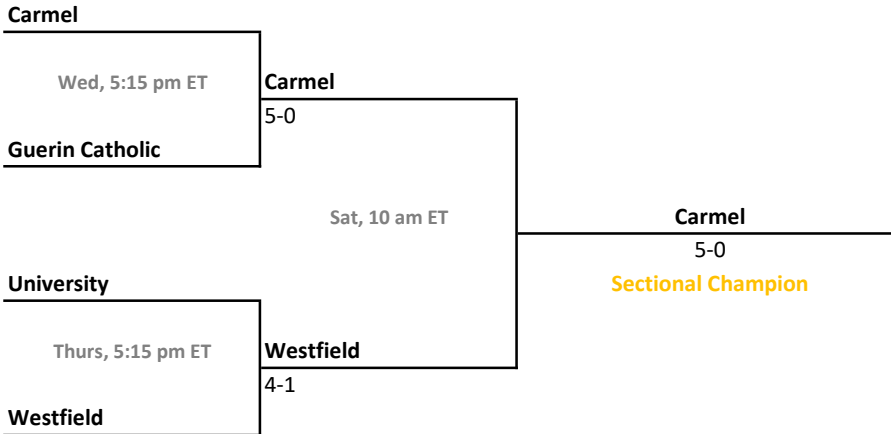 Carmel
Wed, 5:15 pm ET
Carmel
5-0
Guerin Catholic
Sat, 10 am ET
Carmel
5-0
University
Sectional Champion
Thurs, 5:15 pm ET
Westfield
4-1
Westfield